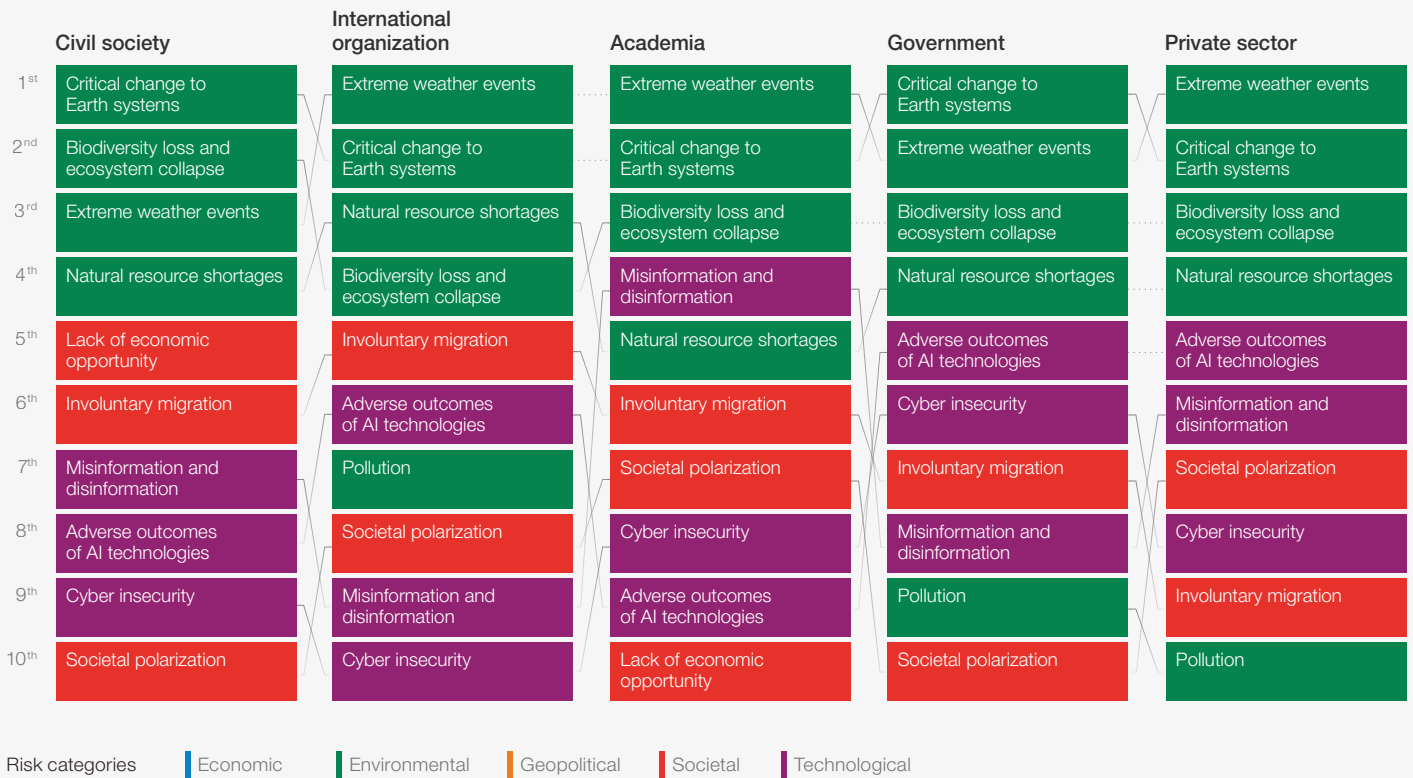 Civil society
International
organization
Academia
Government
Private sector
1st
Critical change to
Earth systems
Extreme weather events
Extreme weather events
Critical change to
Earth systems
Extreme weather events
2nd
Biodiversity loss and
ecosystem collapse
Critical change to
Earth systems
Critical change to
Earth systems
Extreme weather events
Critical change to
Earth systems
3rd
Extreme weather events
Natural resource shortages
Biodiversity loss and
ecosystem collapse
Biodiversity loss and
ecosystem collapse
Biodiversity loss and
ecosystem collapse
4th
Natural resource shortages
Biodiversity loss and
ecosystem collapse
Misinformation and
disinformation
Natural resource shortages
Natural resource shortages
5th
Lack of economic
opportunity
Involuntary migration
Natural resource shortages
Adverse outcomes
of AI technologies
Adverse outcomes
of AI technologies
6th
Involuntary migration
Adverse outcomes
of AI technologies
Involuntary migration
Cyber insecurity
Misinformation and
disinformation
7th
Misinformation and
disinformation
Pollution
Societal polarization
Involuntary migration
Societal polarization
8th
Adverse outcomes
of AI technologies
Societal polarization
Cyber insecurity
Misinformation and
disinformation
Cyber insecurity
9th
Cyber insecurity
Misinformation and
disinformation
Adverse outcomes
of AI technologies
Pollution
Involuntary migration
10th
Societal polarization
Cyber insecurity
Lack of economic
opportunity
Societal polarization
Pollution
Risk categories
Economic
Environmental
Geopolitical
Societal
Technological